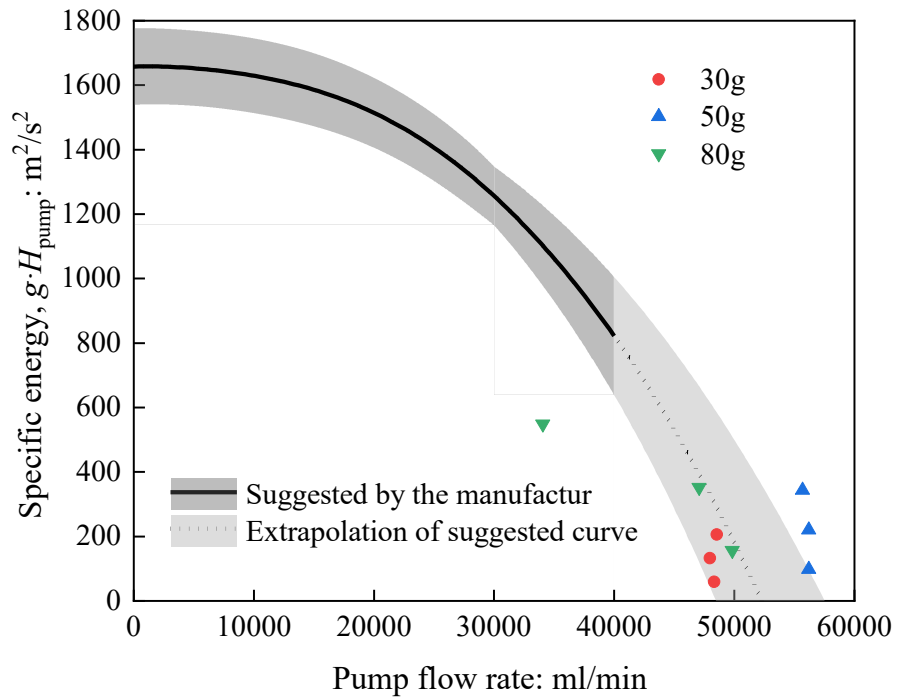 1800
1600
1400
1200
1000
800
600
400
200
0
Specific energy, g·H_pump: m²/s²
30g
50g
80g
Suggested by the manufactur
Extrapolation of suggested curve
0 10000 20000 30000 40000 50000 60000
Pump flow rate: ml/min